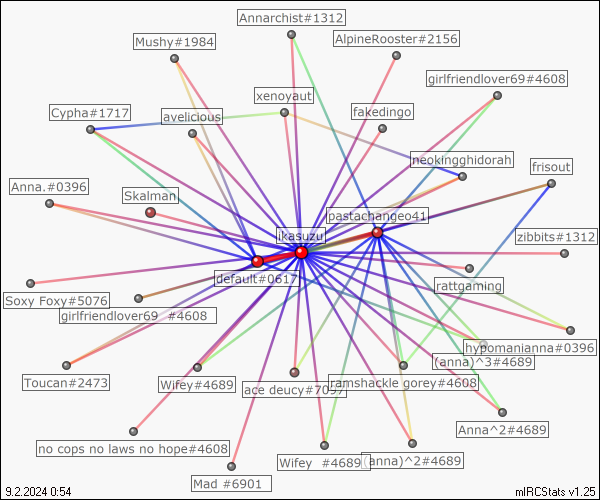 Annarchist#1312
Mushy#1984
AlpineRooster#2156
girlfriendlover69#4608
xenoyaut
Cypha#1717
avelicious
fakedingo
neokingghidorah
frisout
Anna.#0396
Skalman
pastachangeo41
ikasuzu
zibbits#1312
default#0617
rattgaming
Soxy Foxy#5076
girlfriendlover69 #4608
hypomanianna#0396
(anna)^3#4689
Toucan#2473
Wifey#4689
ace deucy#7097
ramshackle gorey#4608
Anna^2#4689
no cops no laws no hope#4608
Wifey #4689
(anna)^2#4689
Mad #6901
9.2.2024 0:54
mIRCStats v1.25